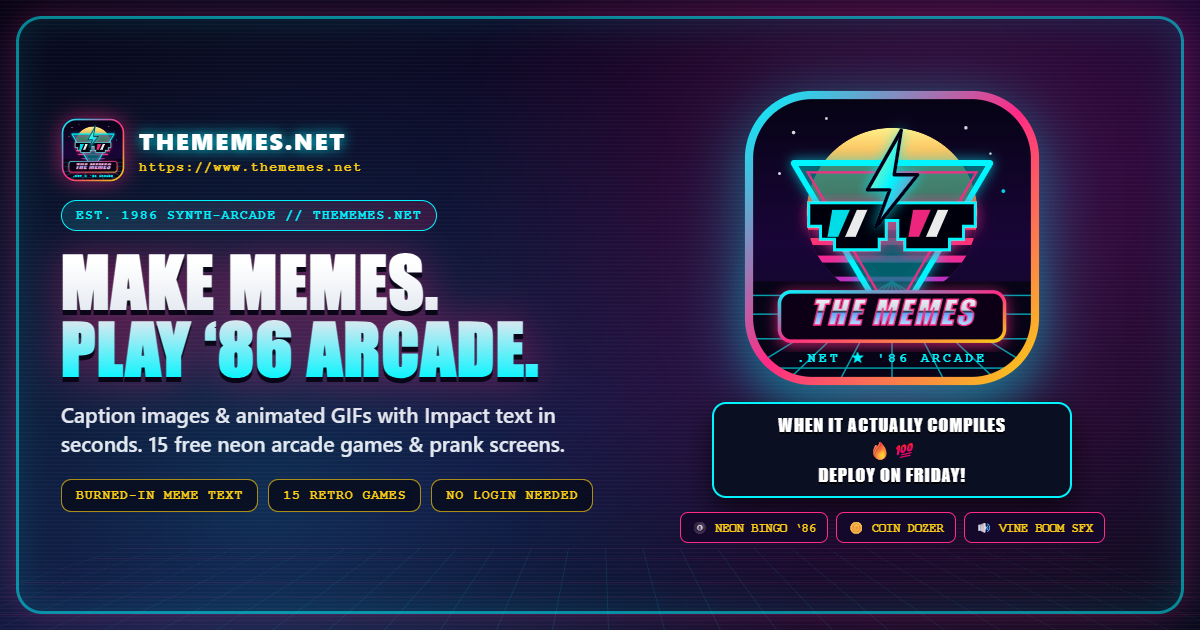 THEMEMES.NET
https://www.thememes.net
EST. 1986 SYNTH-ARCADE // THEMEMES.NET
MAKE MEMES.
PLAY ‘86 ARCADE.
Caption images & animated GIFs with Impact text in
seconds. 15 free neon arcade games & prank screens.
BURNED-IN MEME TEXT
15 RETRO GAMES
NO LOGIN NEEDED
THE MEMES
.NET ★ '86 ARCADE
WHEN IT ACTUALLY COMPILES
🔥 💯
DEPLOY ON FRIDAY!
NEON BINGO ‘86
COIN DOZER
VINE BOOM SFX